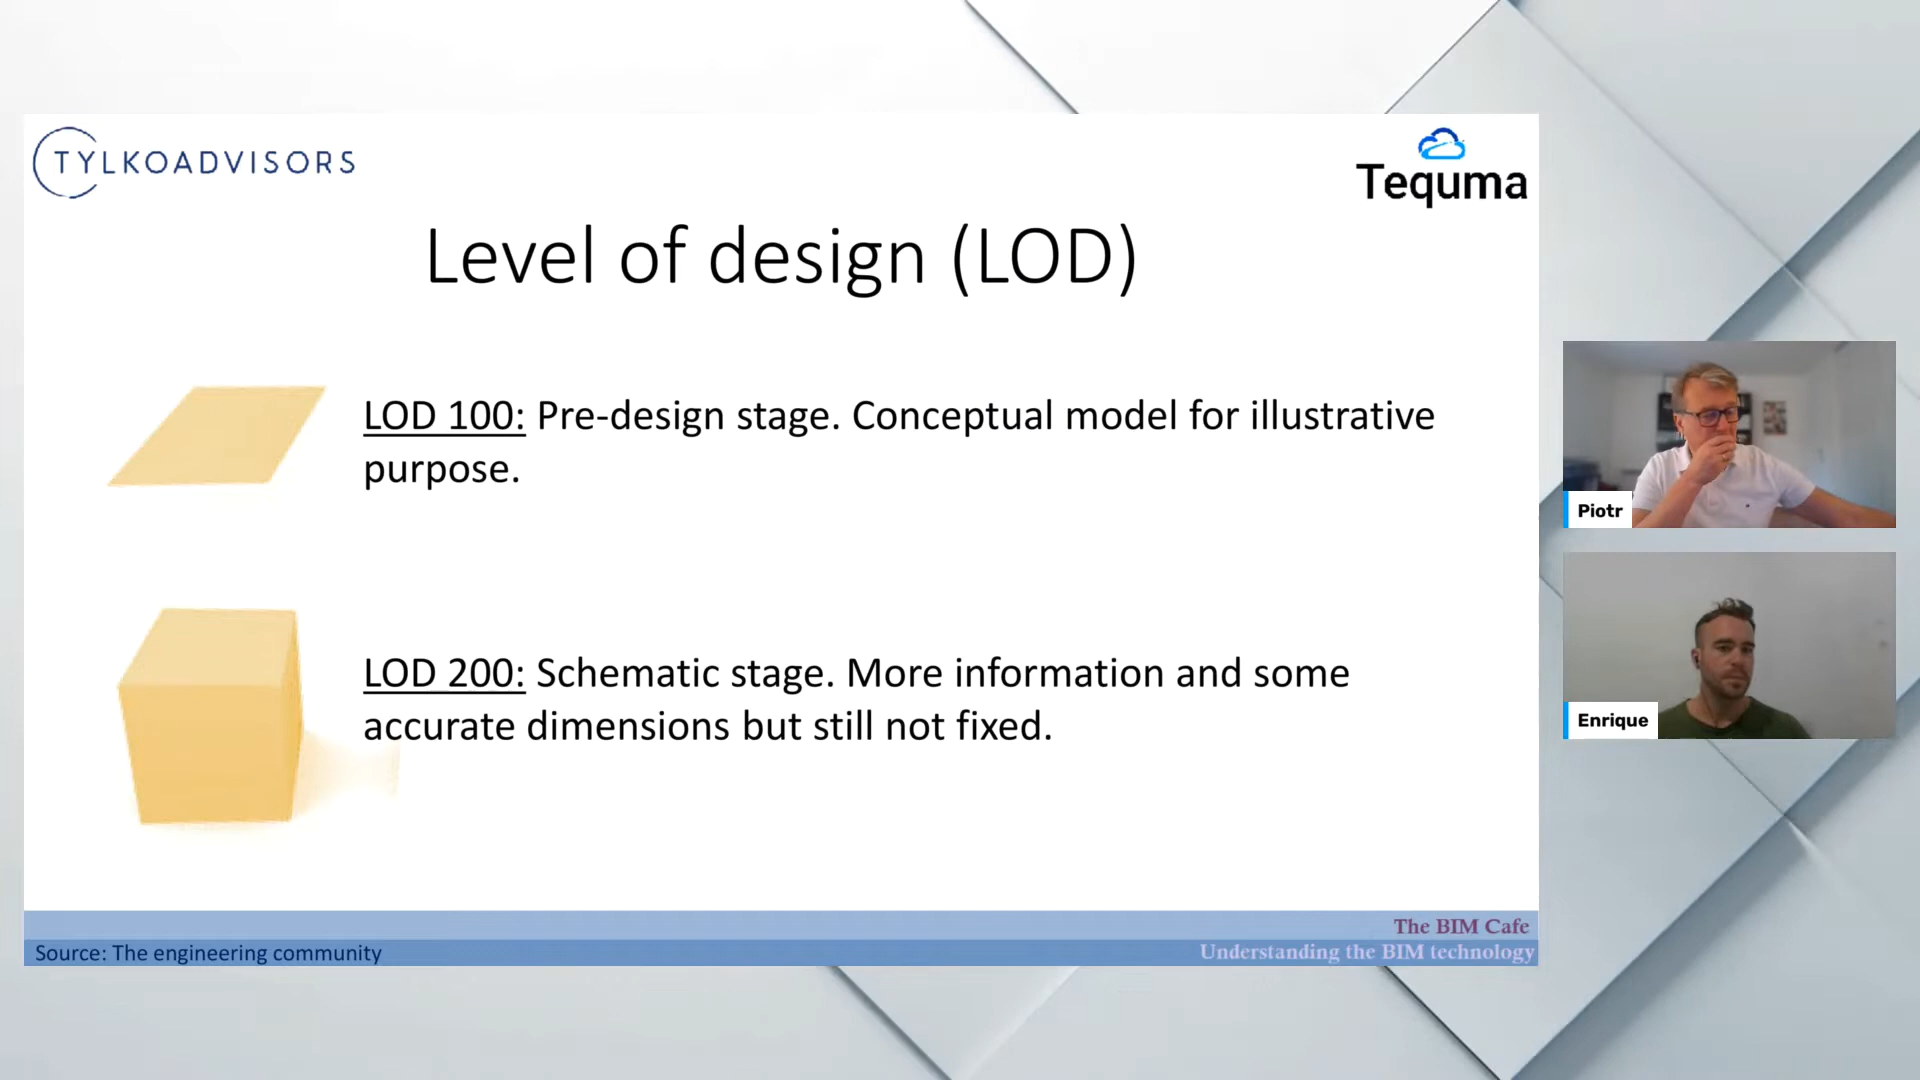 TYLKOADVISORS
Tequma
Level of design (LOD)
LOD 100: Pre-design stage. Conceptual model for illustrative
purpose.
LOD 200: Schematic stage. More information and some
accurate dimensions but still not fixed.
Piotr
Enrique
The BIM Cafe
Source: The engineering community
Understanding the BIM technology